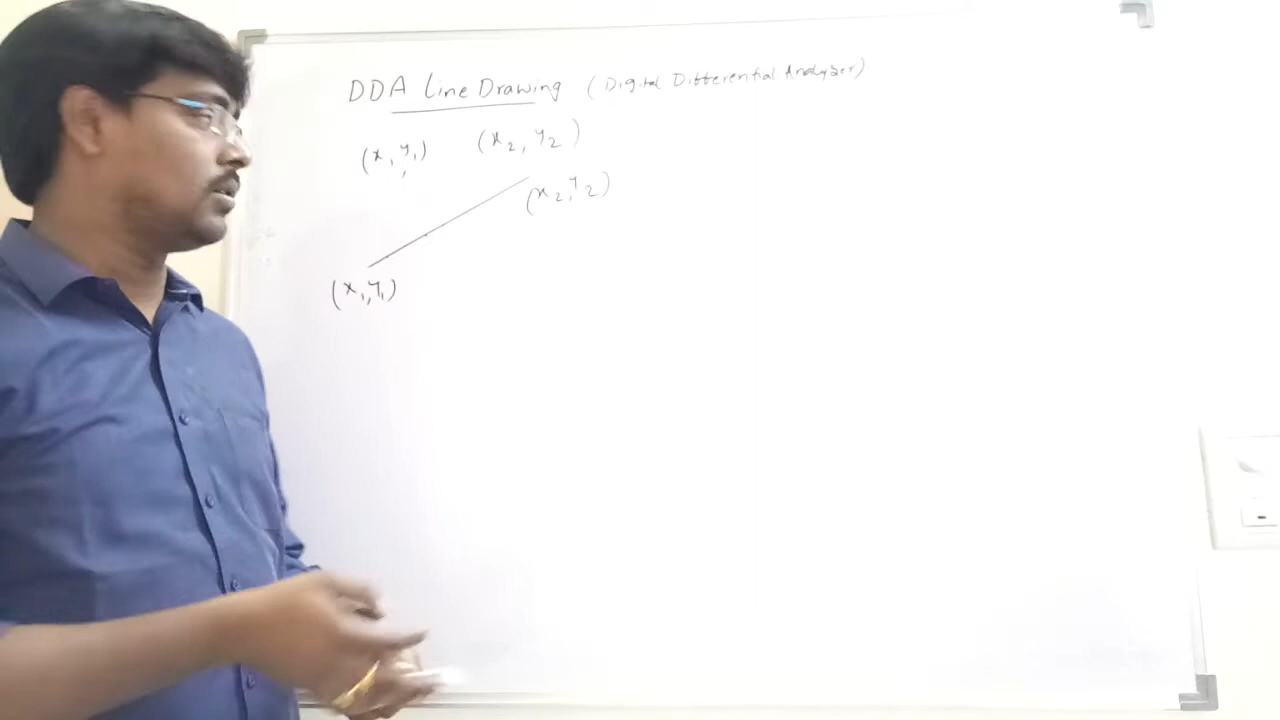 DDA Line Drawing (Digital Differential Analyzer)
(x₁, y₁) (x₂, y₂)
(x₂, y₂)
(x₁, y₁)